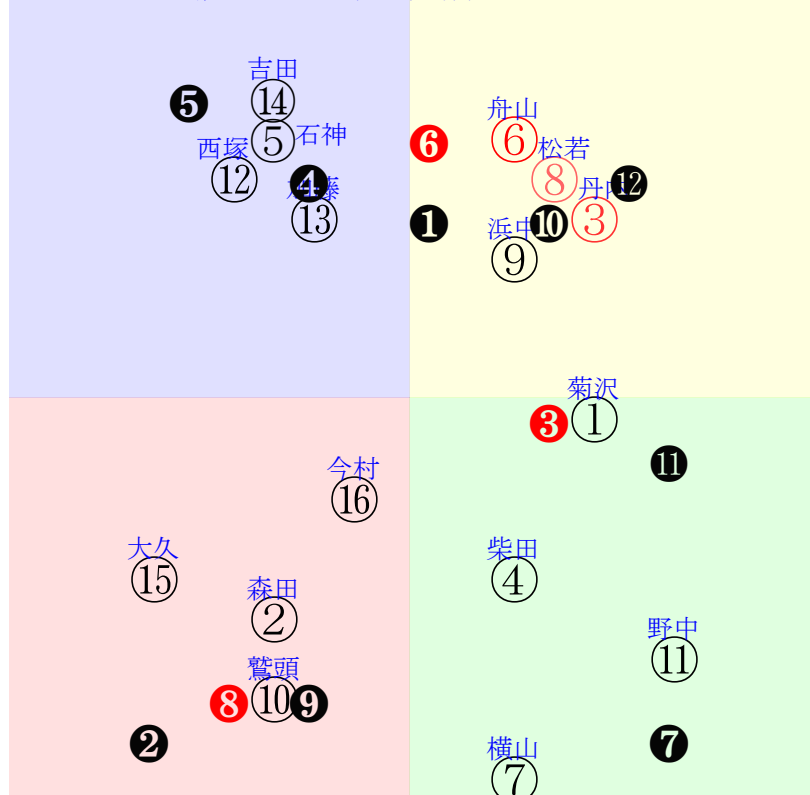 吉田
❺ ⑭ 舟山
西塚 ⑤ 石神 ❻ ⑥ 松若
⑫ ❹ 藤 ⑧ 丹内 ⓬
⑬ ❶ 浜中 ❿ ③
⑨
菊沢
❸ ①
今村 ⓫
⑯
大久 柴田
⑮ 森田 ④
② 野中
鷲頭 ⑪
❽ ⑩ ❾
❷ 横山 ❼
⑦